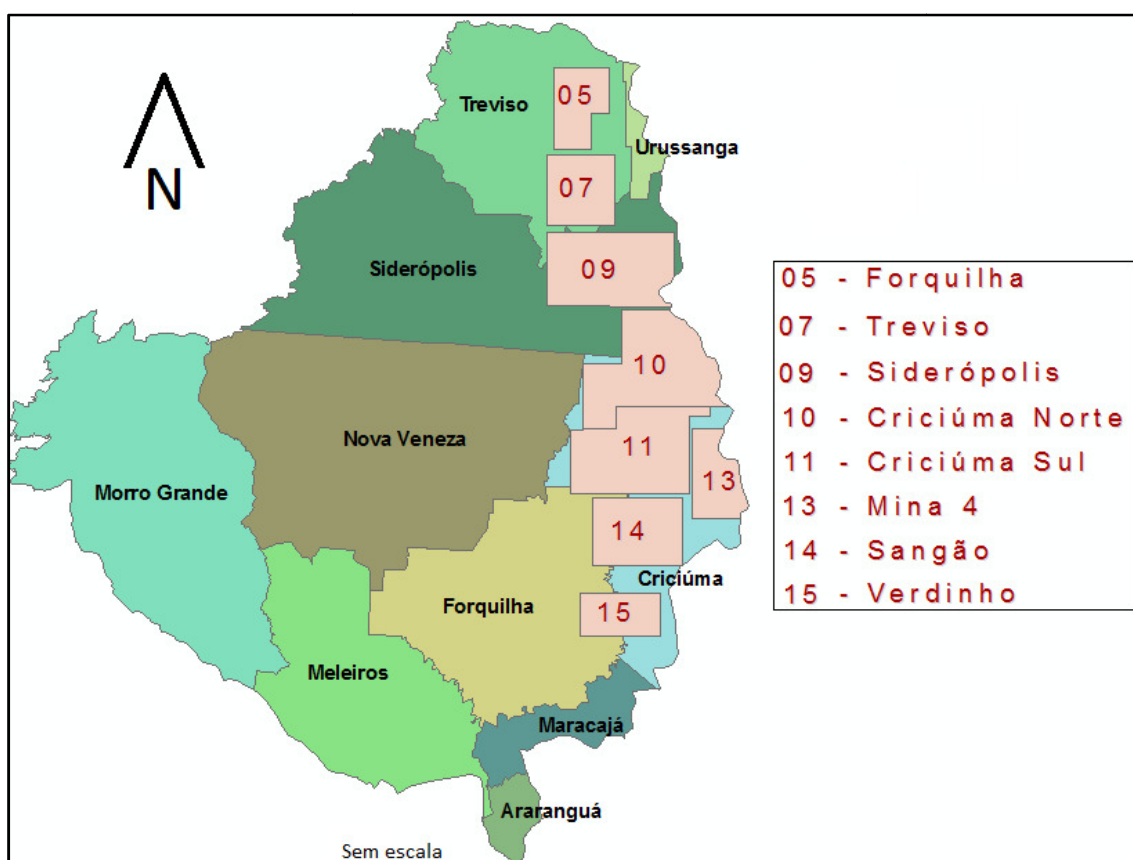 05
Treviso
Urussanga
07
N
Siderópolis
09
05 - Forquilha
07 - Treviso
09 - Siderópolis
10 - Criciúma Norte
11 - Criciúma Sul
13 - Mina 4
14 - Sangão
15 - Verdinho
10
Nova Veneza
11
13
Morro Grande
14
Criciúma
Forquilha
15
Meleiros
Maracajá
Araranguá
Sem escala